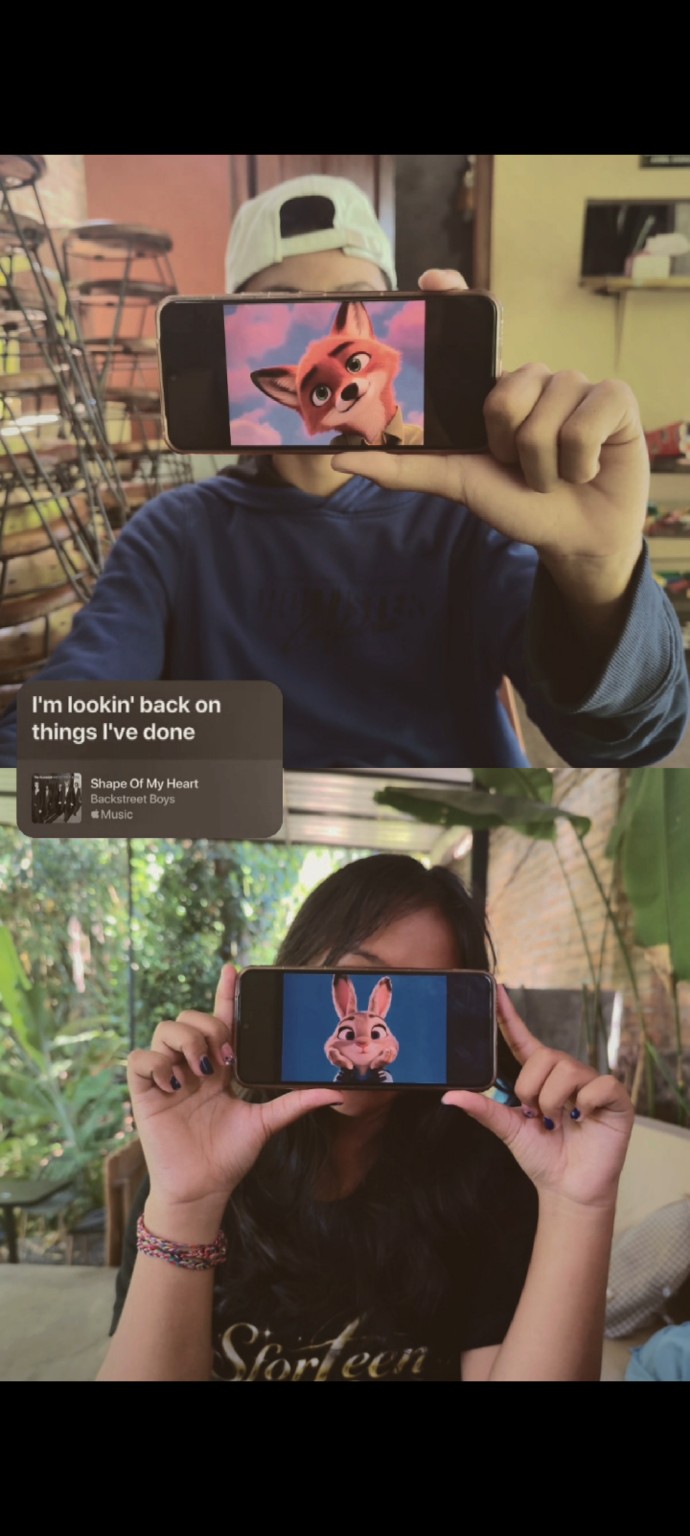 I'm lookin' back on
things I've done
Shape Of My Heart
Backstreet Boys
Music
Sforteen